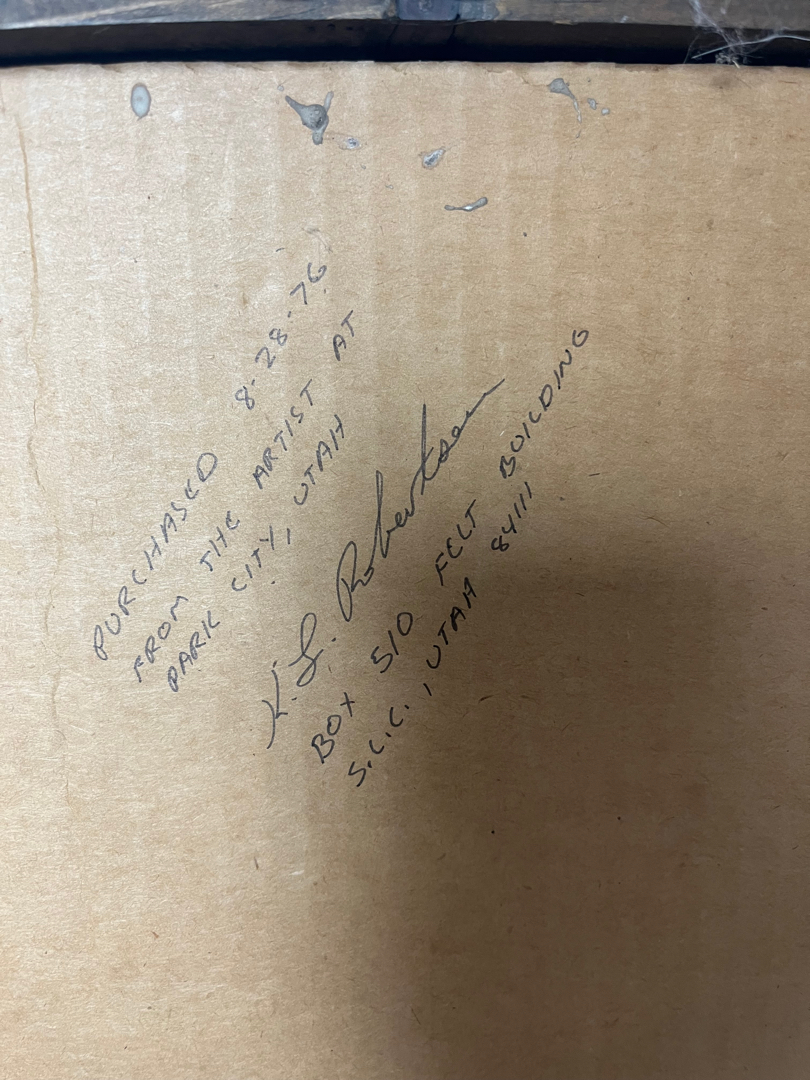 PURCHASED 8-28-76
FROM THE ARTIST AT
PARK CITY, UTAH
K.L. Robertson
BOX 510 FELT BUILDING
S.L.C., UTAH 84111